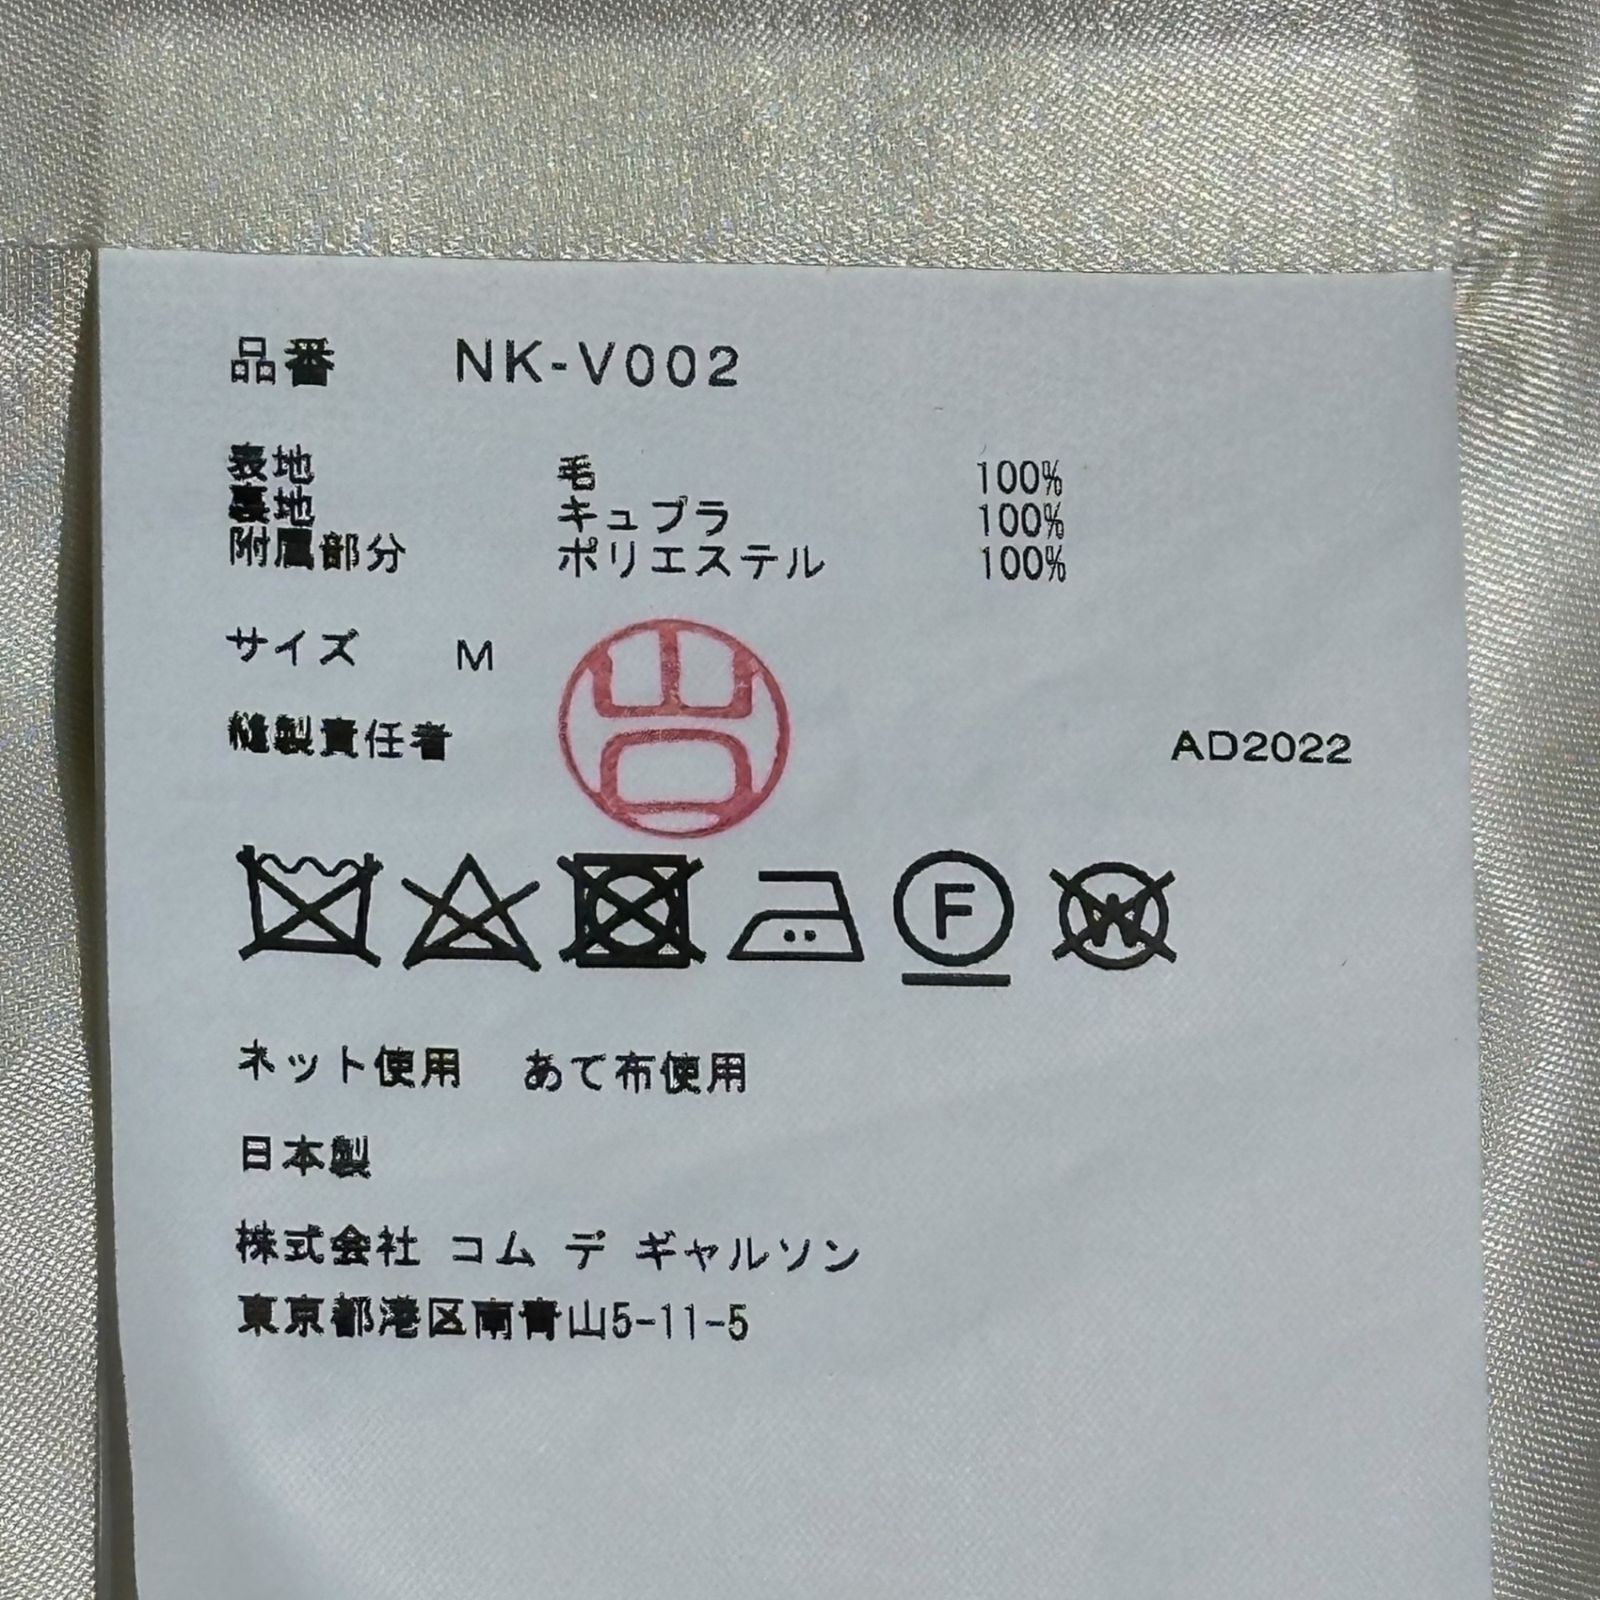 品番 NK-V002
表地 毛 100%
裏地 キュプラ 100%
附属部分 ポリエステル 100%
サイズ M
縫製責任者 山口 AD2022
F W
ネット使用 あて布使用
日本製
株式会社 コム デ ギャルソン
東京都港区南青山5-11-5